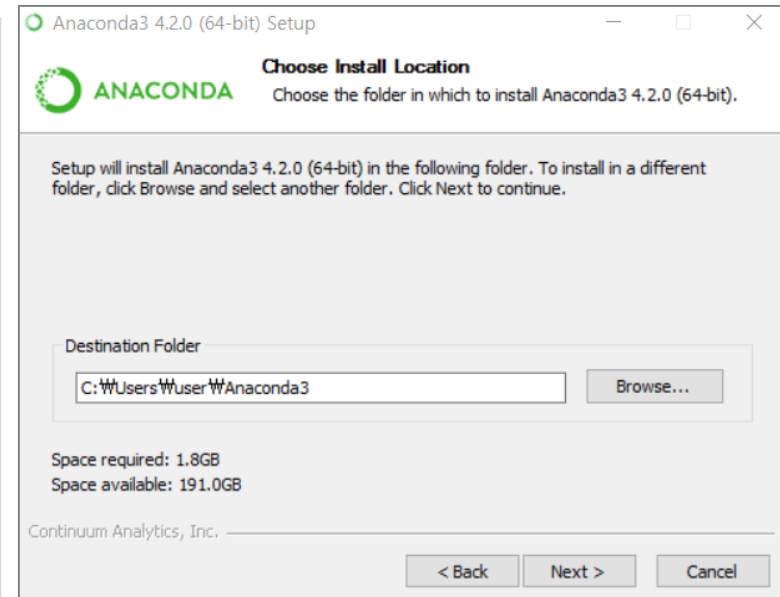 Anaconda3 4.2.0 (64-bit) Setup
ANACONDA
Choose Install Location
Choose the folder in which to install Anaconda3 4.2.0 (64-bit).
Setup will install Anaconda3 4.2.0 (64-bit) in the following folder. To install in a different
folder, click Browse and select another folder. Click Next to continue.
Destination Folder
C:₩Users₩user₩Anaconda3
Browse...
Space required: 1.8GB
Space available: 191.0GB
Continuum Analytics, Inc.
< Back
Next >
Cancel